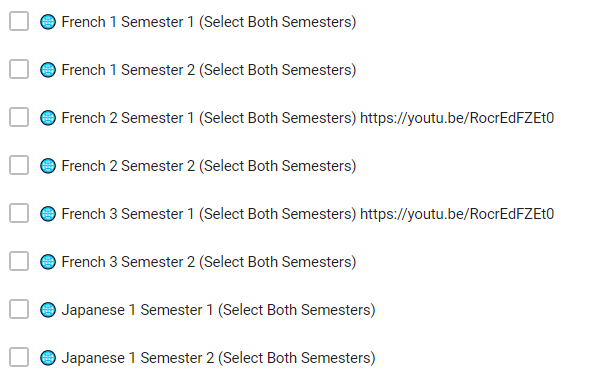 French 1 Semester 1 (Select Both Semesters)
French 1 Semester 2 (Select Both Semesters)
French 2 Semester 1 (Select Both Semesters) https://youtu.be/RocrEdFZEt0
French 2 Semester 2 (Select Both Semesters)
French 3 Semester 1 (Select Both Semesters) https://youtu.be/RocrEdFZEt0
French 3 Semester 2 (Select Both Semesters)
Japanese 1 Semester 1 (Select Both Semesters)
Japanese 1 Semester 2 (Select Both Semesters)